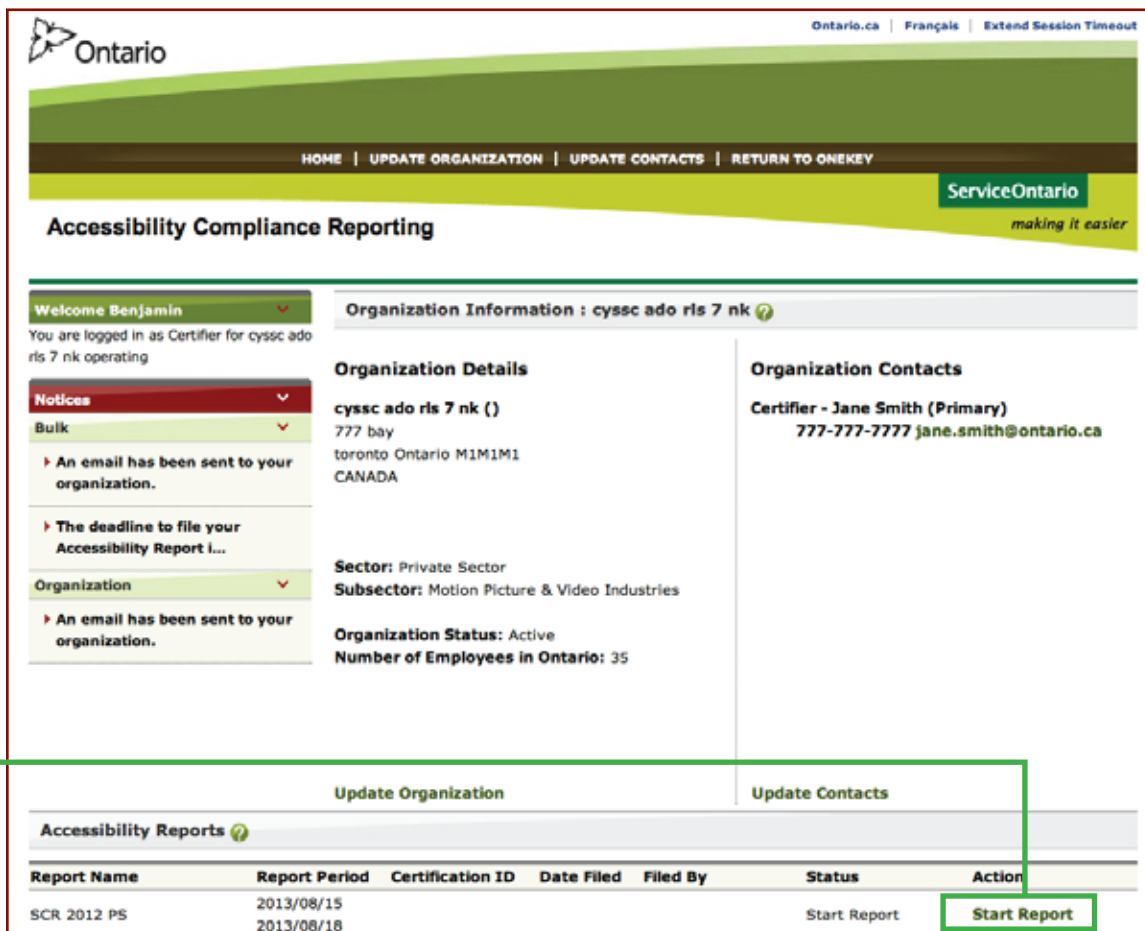 Ontario
Ontario.ca | Français | Extend Session Timeout
HOME | UPDATE ORGANIZATION | UPDATE CONTACTS | RETURN TO ONEKEY
ServiceOntario
making it easier
Accessibility Compliance Reporting
Welcome Benjamin
You are logged in as Certifier for cyssc ado
rls 7 nk operating
Notices
Bulk
An email has been sent to your
organization.
The deadline to file your
Accessibility Report i...
Organization
An email has been sent to your
organization.
Organization Information : cyssc ado rls 7 nk ?
Organization Details
cyssc ado rls 7 nk ()
777 bay
toronto Ontario M1M1M1
CANADA
Sector: Private Sector
Subsector: Motion Picture & Video Industries
Organization Status: Active
Number of Employees in Ontario: 35
Update Organization
Organization Contacts
Certifier - Jane Smith (Primary)
777-777-7777 jane.smith@ontario.ca
Update Contacts
Accessibility Reports ?
Report Name Report Period Certification ID Date Filed Filed By Status Action
SCR 2012 PS 2013/08/15 Start Report Start Report
2013/08/18